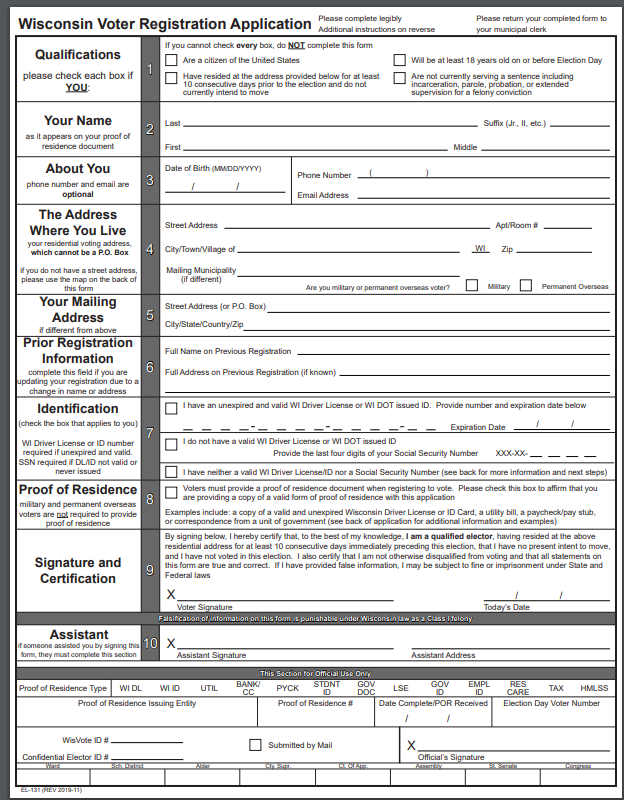 Wisconsin Voter Registration Application
Please complete legibly
Additional instructions on reverse
Please return your completed form to
your municipal clerk
Qualifications
please check each box if
YOU:
1
If you cannot check every box, do NOT complete this form
Are a citizen of the United States
Will be at least 18 years old on or before Election Day
Have resided at the address provided below for at least
10 consecutive days prior to the election and do not
currently intend to move
Are not currently serving a sentence including
incarceration, parole, probation, or extended
supervision for a felony conviction
Your Name
as it appears on your proof of
residence document
2
Last
Suffix (Jr., II, etc.)
First
Middle
About You
phone number and email are
optional
3
Date of Birth (MM/DD/YYYY)
/ /
Phone Number ( )
Email Address
The Address
Where You Live
your residential voting address,
which cannot be a P.O. Box
if you do not have a street address,
please use the map on the back of
this form
4
Street Address
Apt/Room #
City/Town/Village of
WI Zip
Mailing Municipality
(if different)
Are you military or permanent overseas voter?
Military
Permanent Overseas
Your Mailing
Address
if different from above
5
Street Address (or P.O. Box)
City/State/Country/Zip
Prior Registration
Information
complete this field if you are
updating your registration due to a
change in name or address
6
Full Name on Previous Registration
Full Address on Previous Registration (if known)
Identification
(check the box that applies to you)
WI Driver License or ID number
required if unexpired and valid.
SSN required if DL/ID not valid or
never issued
7
I have an unexpired and valid WI Driver License or WI DOT issued ID. Provide number and expiration date below
Expiration Date / /
I do not have a valid WI Driver License or WI DOT issued ID
Provide the last four digits of your Social Security Number XXX-XX-
I have neither a valid WI Driver License/ID nor a Social Security Number (see back for more information and next steps)
Proof of Residence
military and permanent overseas
voters are not required to provide
proof of residence
8
Voters must provide a proof of residence document when registering to vote. Please check this box to affirm that you
are providing a copy of a valid form of proof of residence with this application
Examples include: a copy of a valid and unexpired Wisconsin Driver License or ID Card, a utility bill, a paycheck/pay stub,
or correspondence from a unit of government (see back of application for additional information and examples)
Signature and
Certification
9
By signing below, I hereby certify that, to the best of my knowledge, I am a qualified elector, having resided at the above
residential address for at least 10 consecutive days immediately preceding this election, that I have no present intent to move,
and I have not voted in this election. I also certify that I am not otherwise disqualified from voting and that all statements on
this form are true and correct. If I have provided false information, I may be subject to fine or imprisonment under State and
Federal laws
X
/ /
Voter Signature
Today's Date
Falsification of information on this form is punishable under Wisconsin law as a Class I felony
Assistant
if someone assisted you by signing this
form, they must complete this section
10
X
Assistant Signature
Assistant Address
This Section for Official Use Only
Proof of Residence Type WI DL WI ID UTIL BANK/CC PYCK STDNT ID GOV DOC LSE GOV ID EMPL ID RES CARE TAX HMLSS
Proof of Residence Issuing Entity
Proof of Residence #
Date Complete/POR Received
/ /
Election Day Voter Number
WisVote ID #
Confidential Elector ID #
Submitted by Mail
X
Official's Signature
Ward Sch. District Alder Cty. Supr. Ct. Of App. Assembly St. Senate Congress
EL-131 (REV 2019-11)